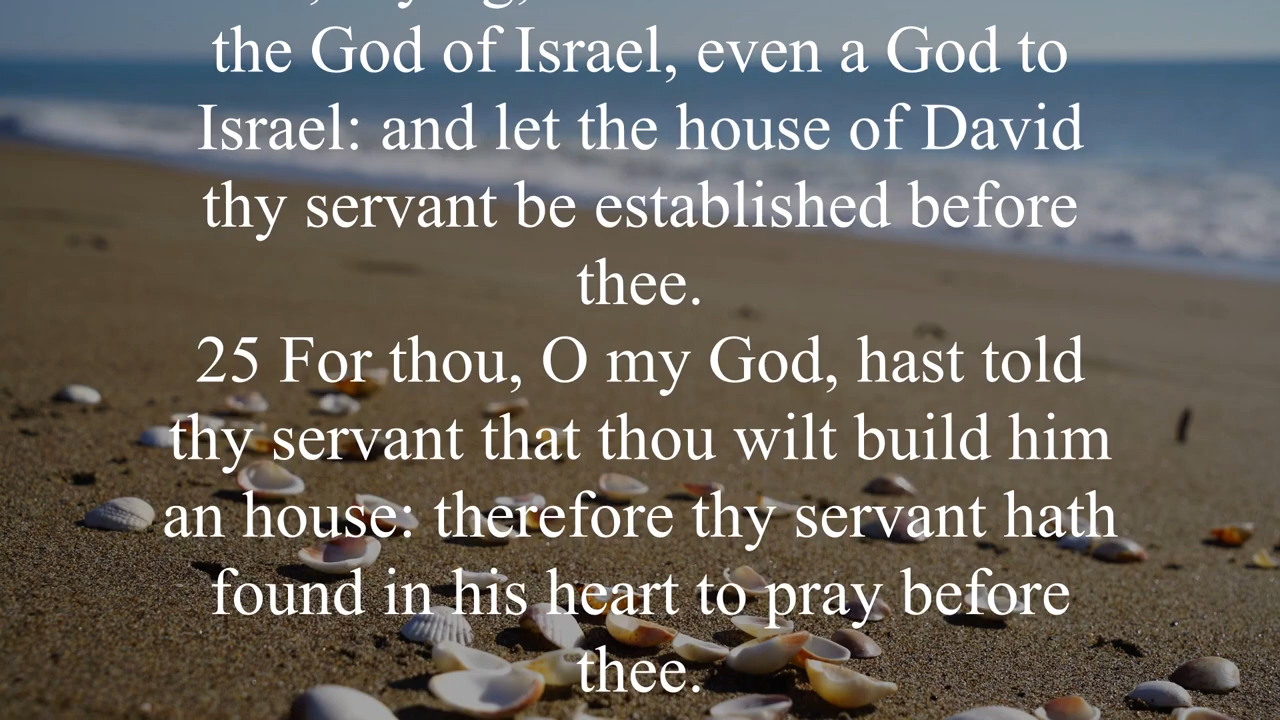 the God of Israel, even a God to
Israel: and let the house of David
thy servant be established before
thee.
25 For thou, O my God, hast told
thy servant that thou wilt build him
an house: therefore thy servant hath
found in his heart to pray before
thee.